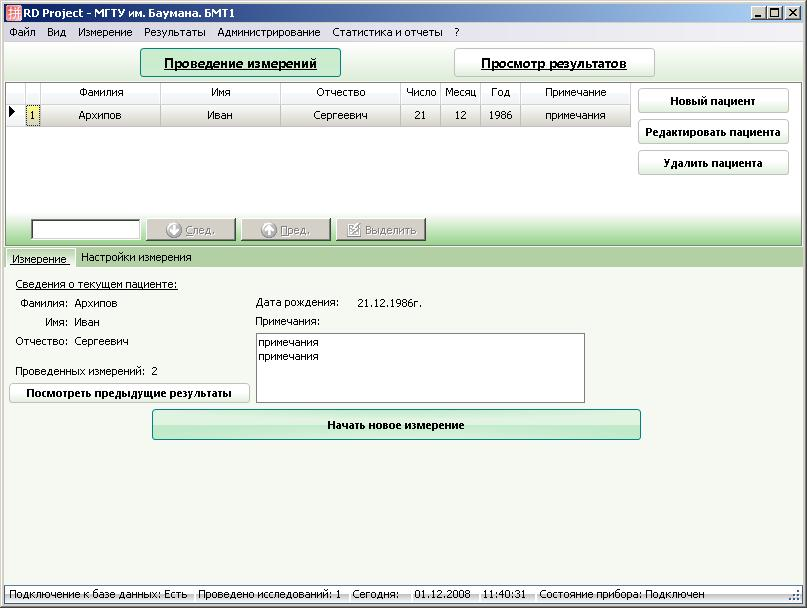 RD Project - МГТУ им. Баумана. БМТ1
Файл Вид Измерение Результаты Администрирование Статистика и отчеты ?
Проведение измерений Просмотр результатов
Фамилия Имя Отчество Число Месяц Год Примечание
1 Архипов Иван Сергеевич 21 12 1986 примечания
Новый пациент
Редактировать пациента
Удалить пациента
След. Пред. Выделить
Измерение Настройки измерения
Сведения о текущем пациенте:
Фамилия: Архипов Дата рождения: 21.12.1986г.
Имя: Иван Примечания:
Отчество: Сергеевич
примечания
примечания
Проведенных измерений: 2
Посмотреть предыдущие результаты
Начать новое измерение
Подключение к базе данных: Есть Проведено исследований: 1 Сегодня: 01.12.2008 11:40:31 Состояние прибора: Подключен